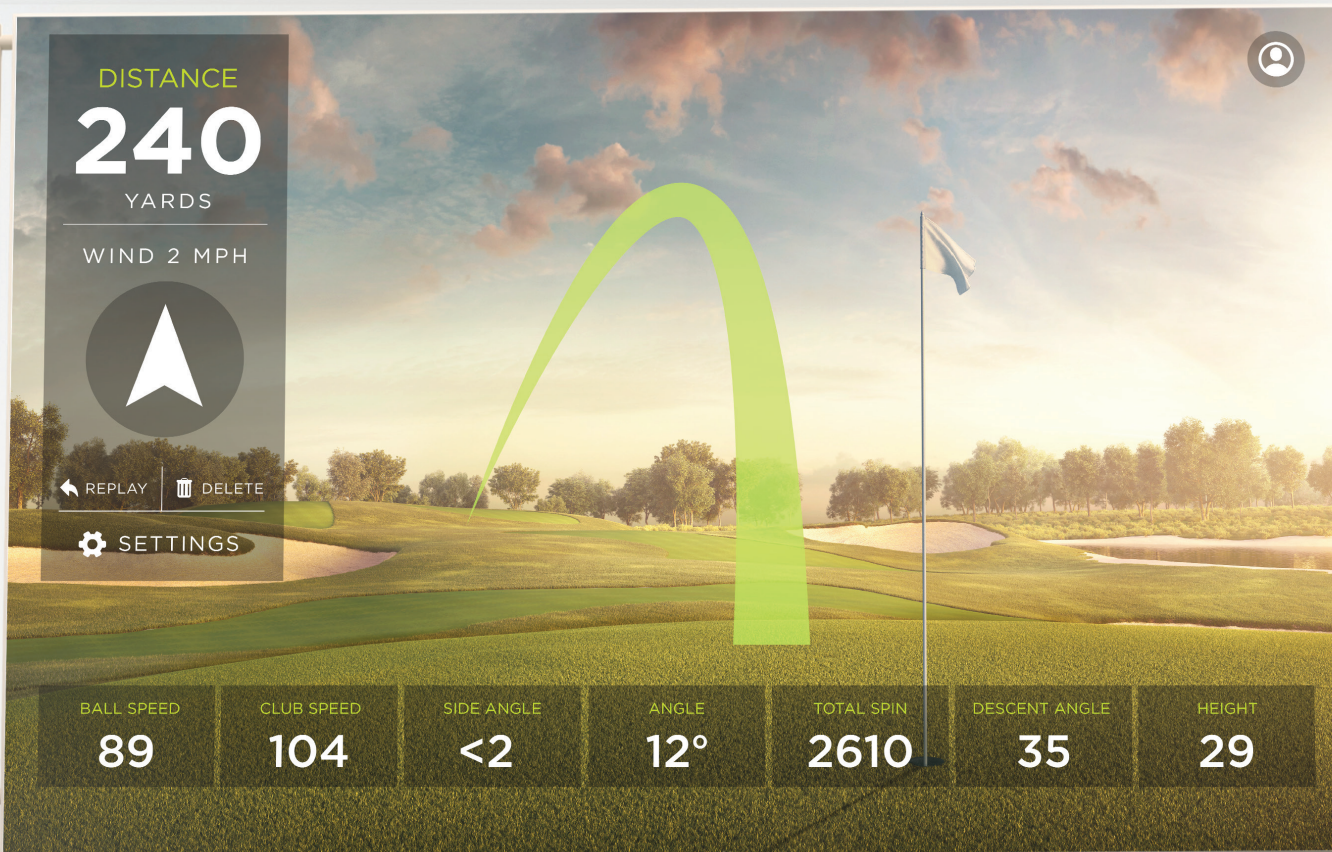 DISTANCE
240
YARDS
WIND 2 MPH
REPLAY
DELETE
SETTINGS
BALL SPEED
89
CLUB SPEED
104
SIDE ANGLE
<2
ANGLE
12°
TOTAL SPIN
2610
DESCENT ANGLE
35
HEIGHT
29